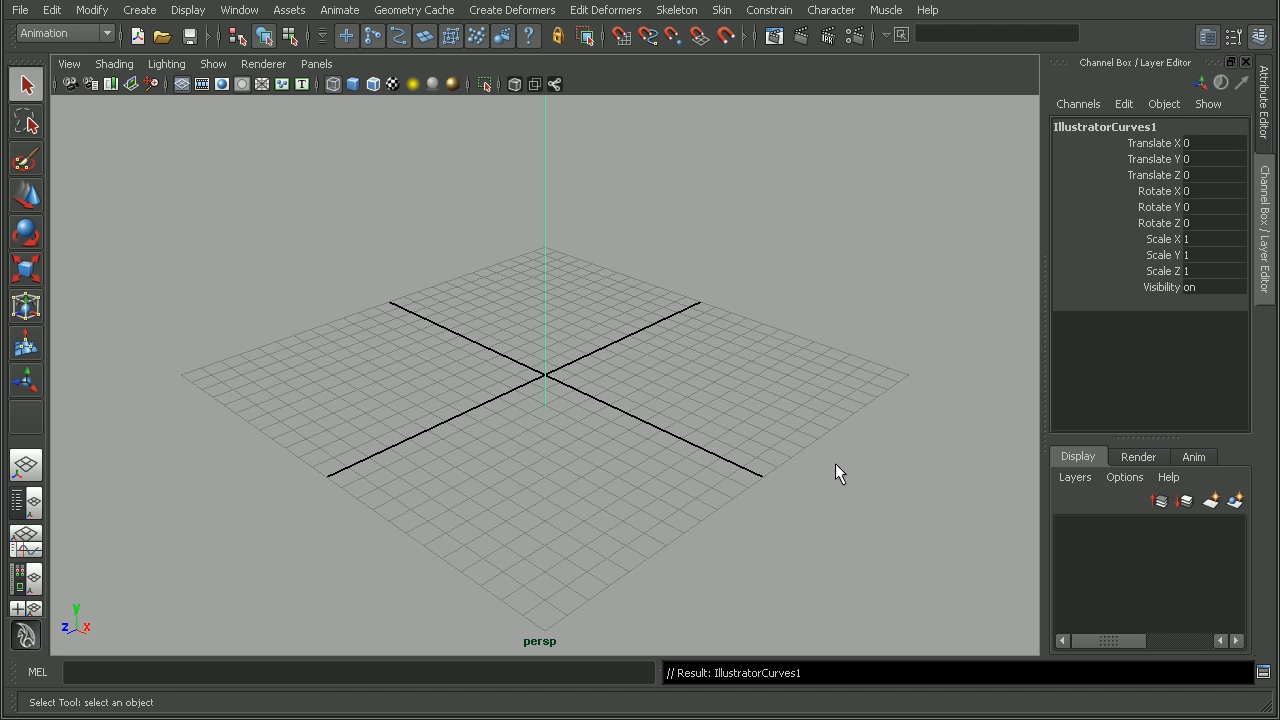 File Edit Modify Create Display Window Assets Animate Geometry Cache Create Deformers Edit Deformers Skeleton Skin Constrain Character Muscle Help
Animation
View Shading Lighting Show Renderer Panels
Channel Box / Layer Editor
Channels Edit Object Show
IllustratorCurves1
Translate X 0
Translate Y 0
Translate Z 0
Rotate X 0
Rotate Y 0
Rotate Z 0
Scale X 1
Scale Y 1
Scale Z 1
Visibility on
Attribute Editor
Channel Box / Layer Editor
Display Render Anim
Layers Options Help
y
z x
persp
MEL
// Result: IllustratorCurves1
Select Tool: select an object